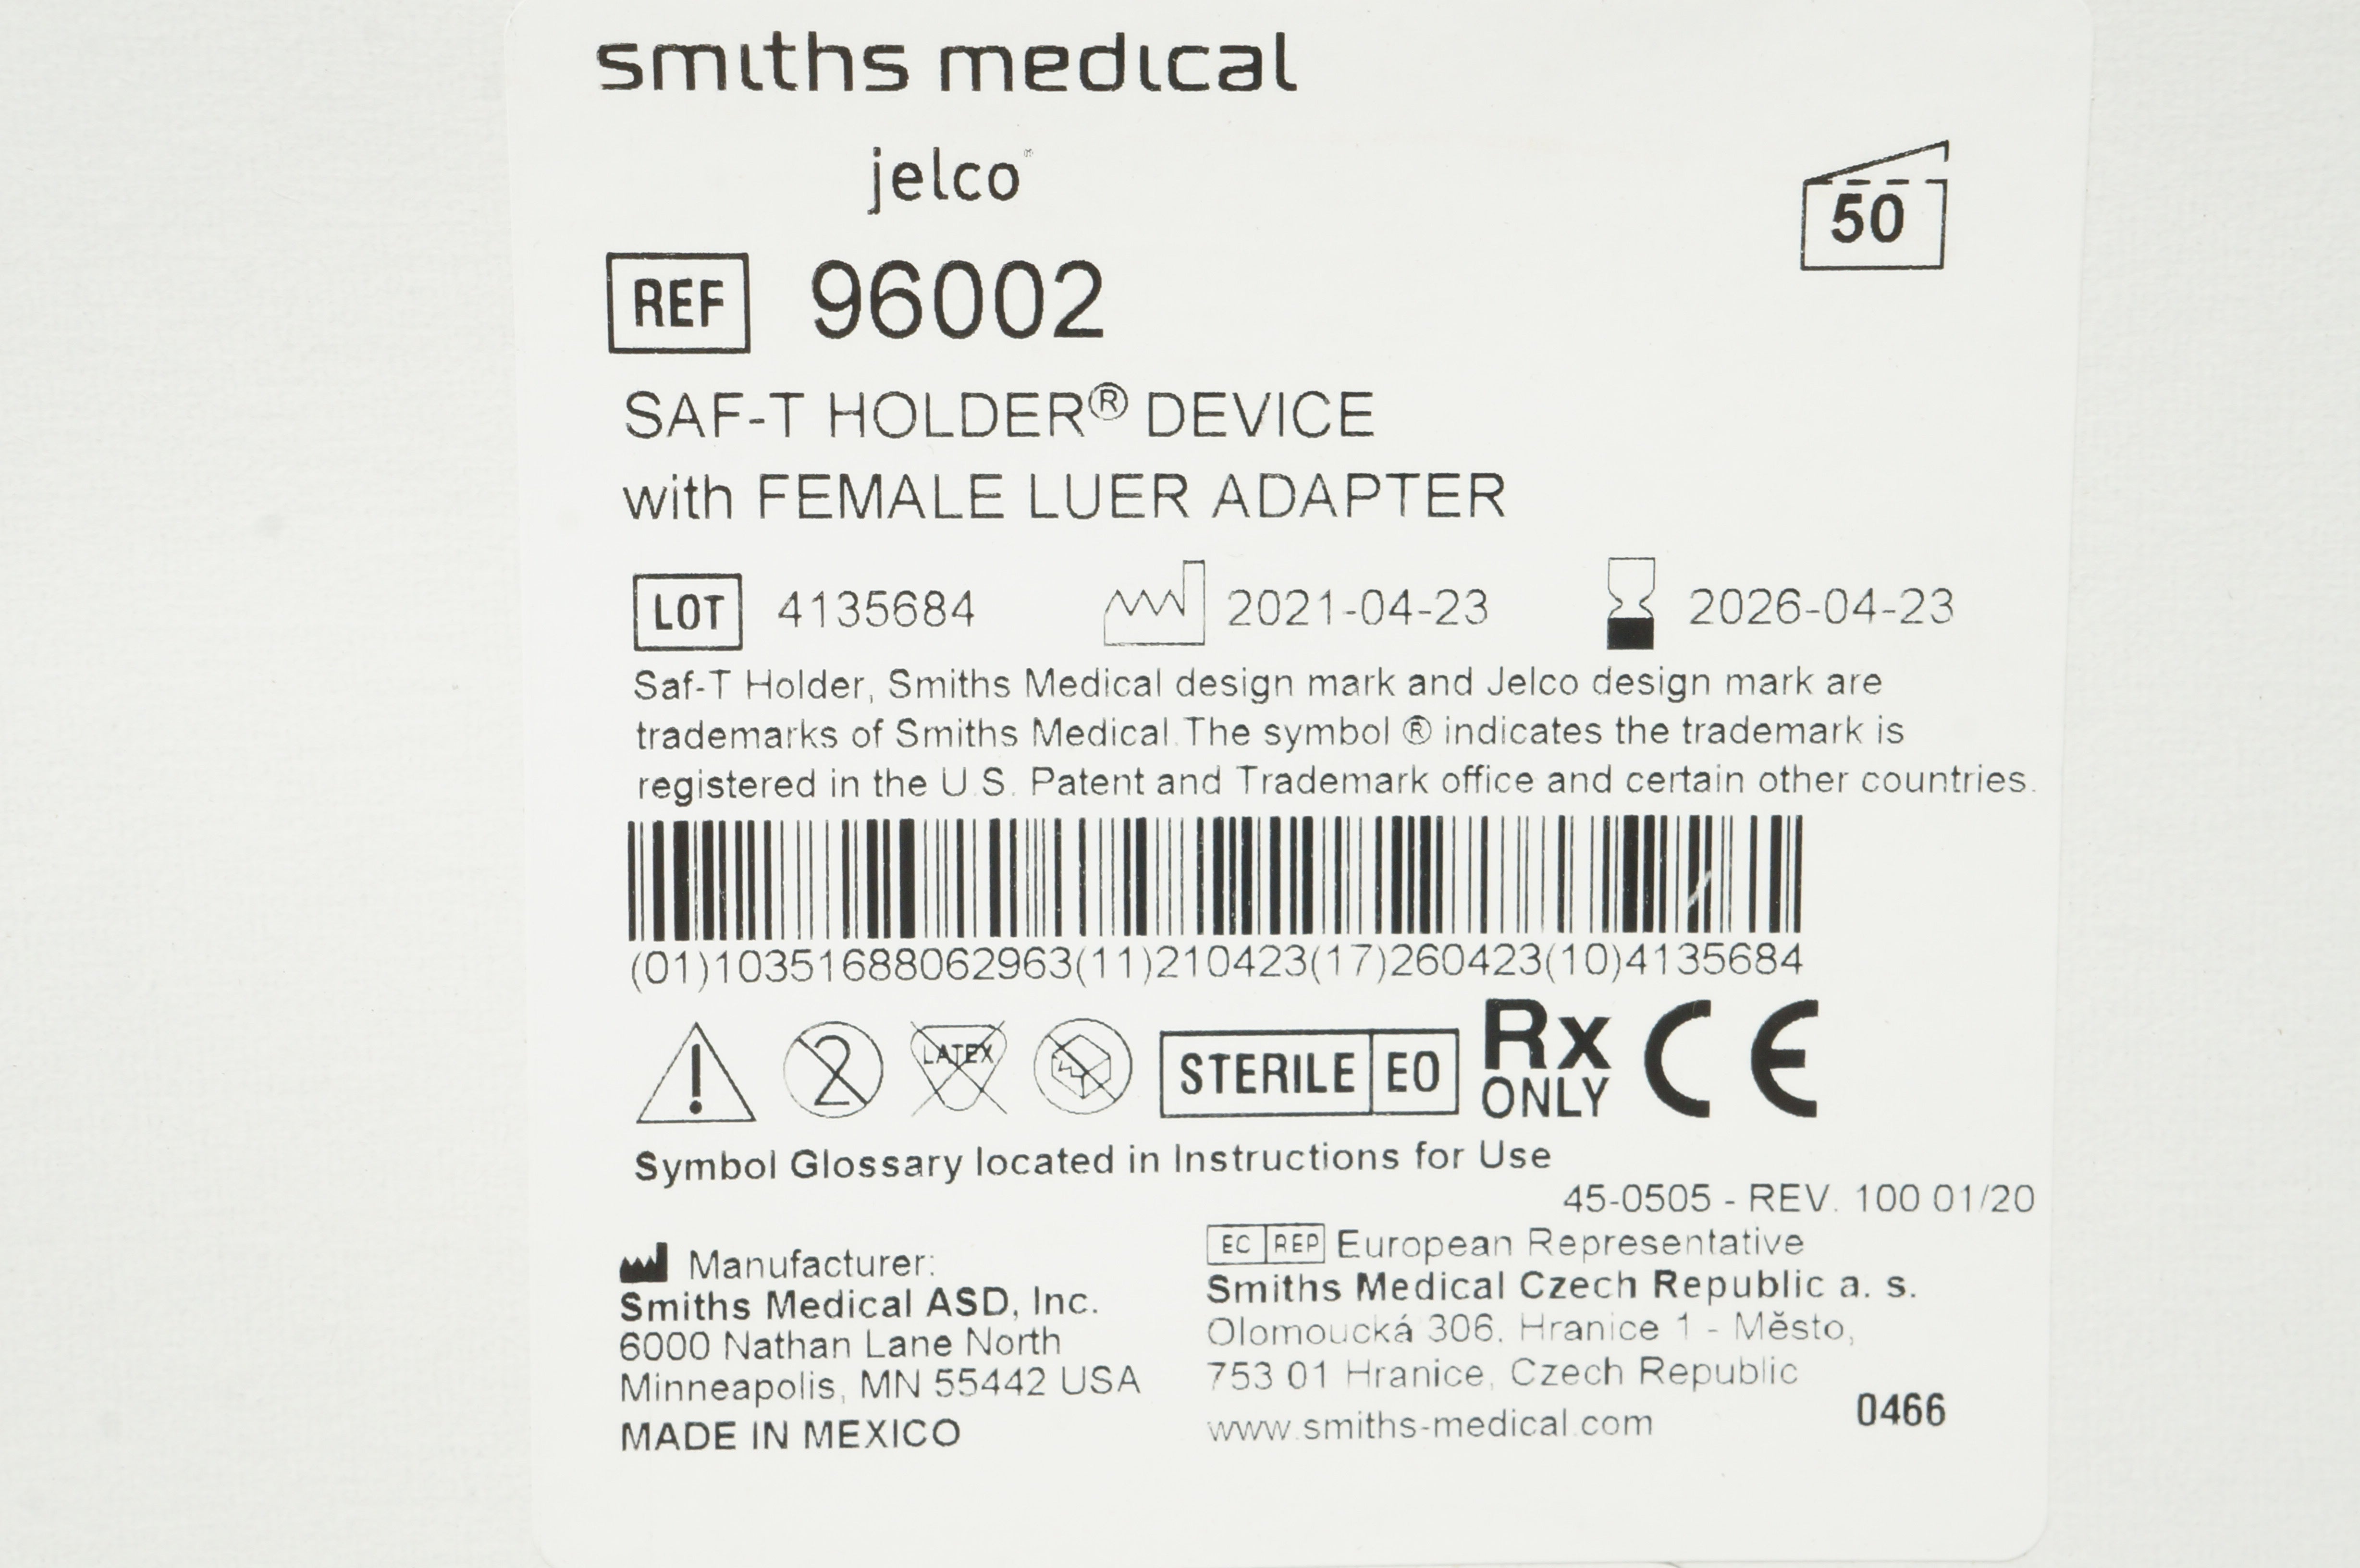 smiths medical
jelco®
50
REF 96002
SAF-T HOLDER® DEVICE
with FEMALE LUER ADAPTER
LOT 4135684 2021-04-23 2026-04-23
Saf-T Holder, Smiths Medical design mark and Jelco design mark are
trademarks of Smiths Medical.The symbol ® indicates the trademark is
registered in the U.S. Patent and Trademark office and certain other countries.
(01)10351688062963(11)210423(17)260423(10)4135684
2 LATEX STERILE EO Rx ONLY CE
Symbol Glossary located in Instructions for Use
45-0505 - REV. 100 01/20
Manufacturer:
Smiths Medical ASD, Inc.
6000 Nathan Lane North
Minneapolis, MN 55442 USA
MADE IN MEXICO
EC REP European Representative
Smiths Medical Czech Republic a. s.
Olomoucká 306, Hranice 1 - Město,
753 01 Hranice, Czech Republic
www.smiths-medical.com
0466